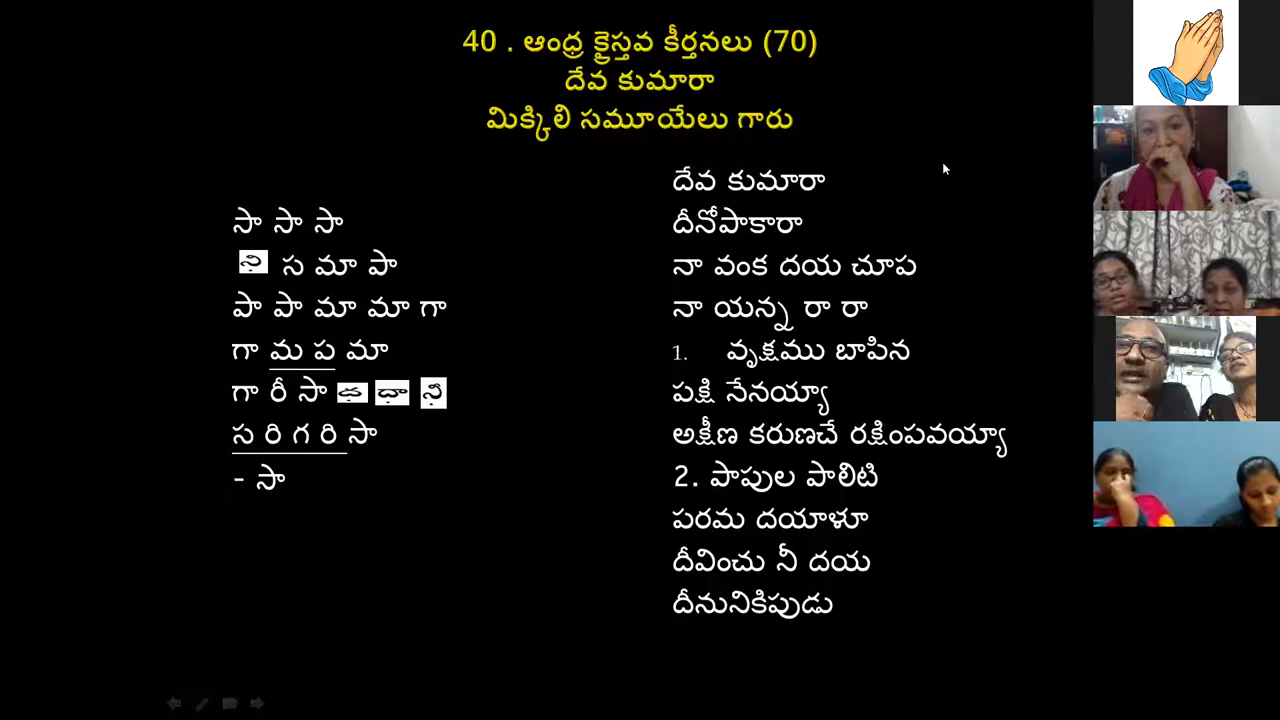 40 . ఆంధ్ర క్రైస్తవ కీర్తనలు (70)
దేవ కుమారా
మిక్కిలి సమూయేలు గారు
సా సా సా
ని స మా పా
పా పా మా మా గా
గా మ ప మా
గా రీ సా ధా నీ
స రి గ రి సా
- సా
దేవ కుమారా
దీనోపాకారా
నా వంక దయ చూప
నా యన్న రా రా
1. వృక్షము బాపిన
పక్షి నేనయ్యా
అక్షీణ కరుణచే రక్షింపవయ్యా
2. పాపుల పాలిటి
పరమ దయాళూ
దీవించు నీ దయ
దీనునికిపుడు